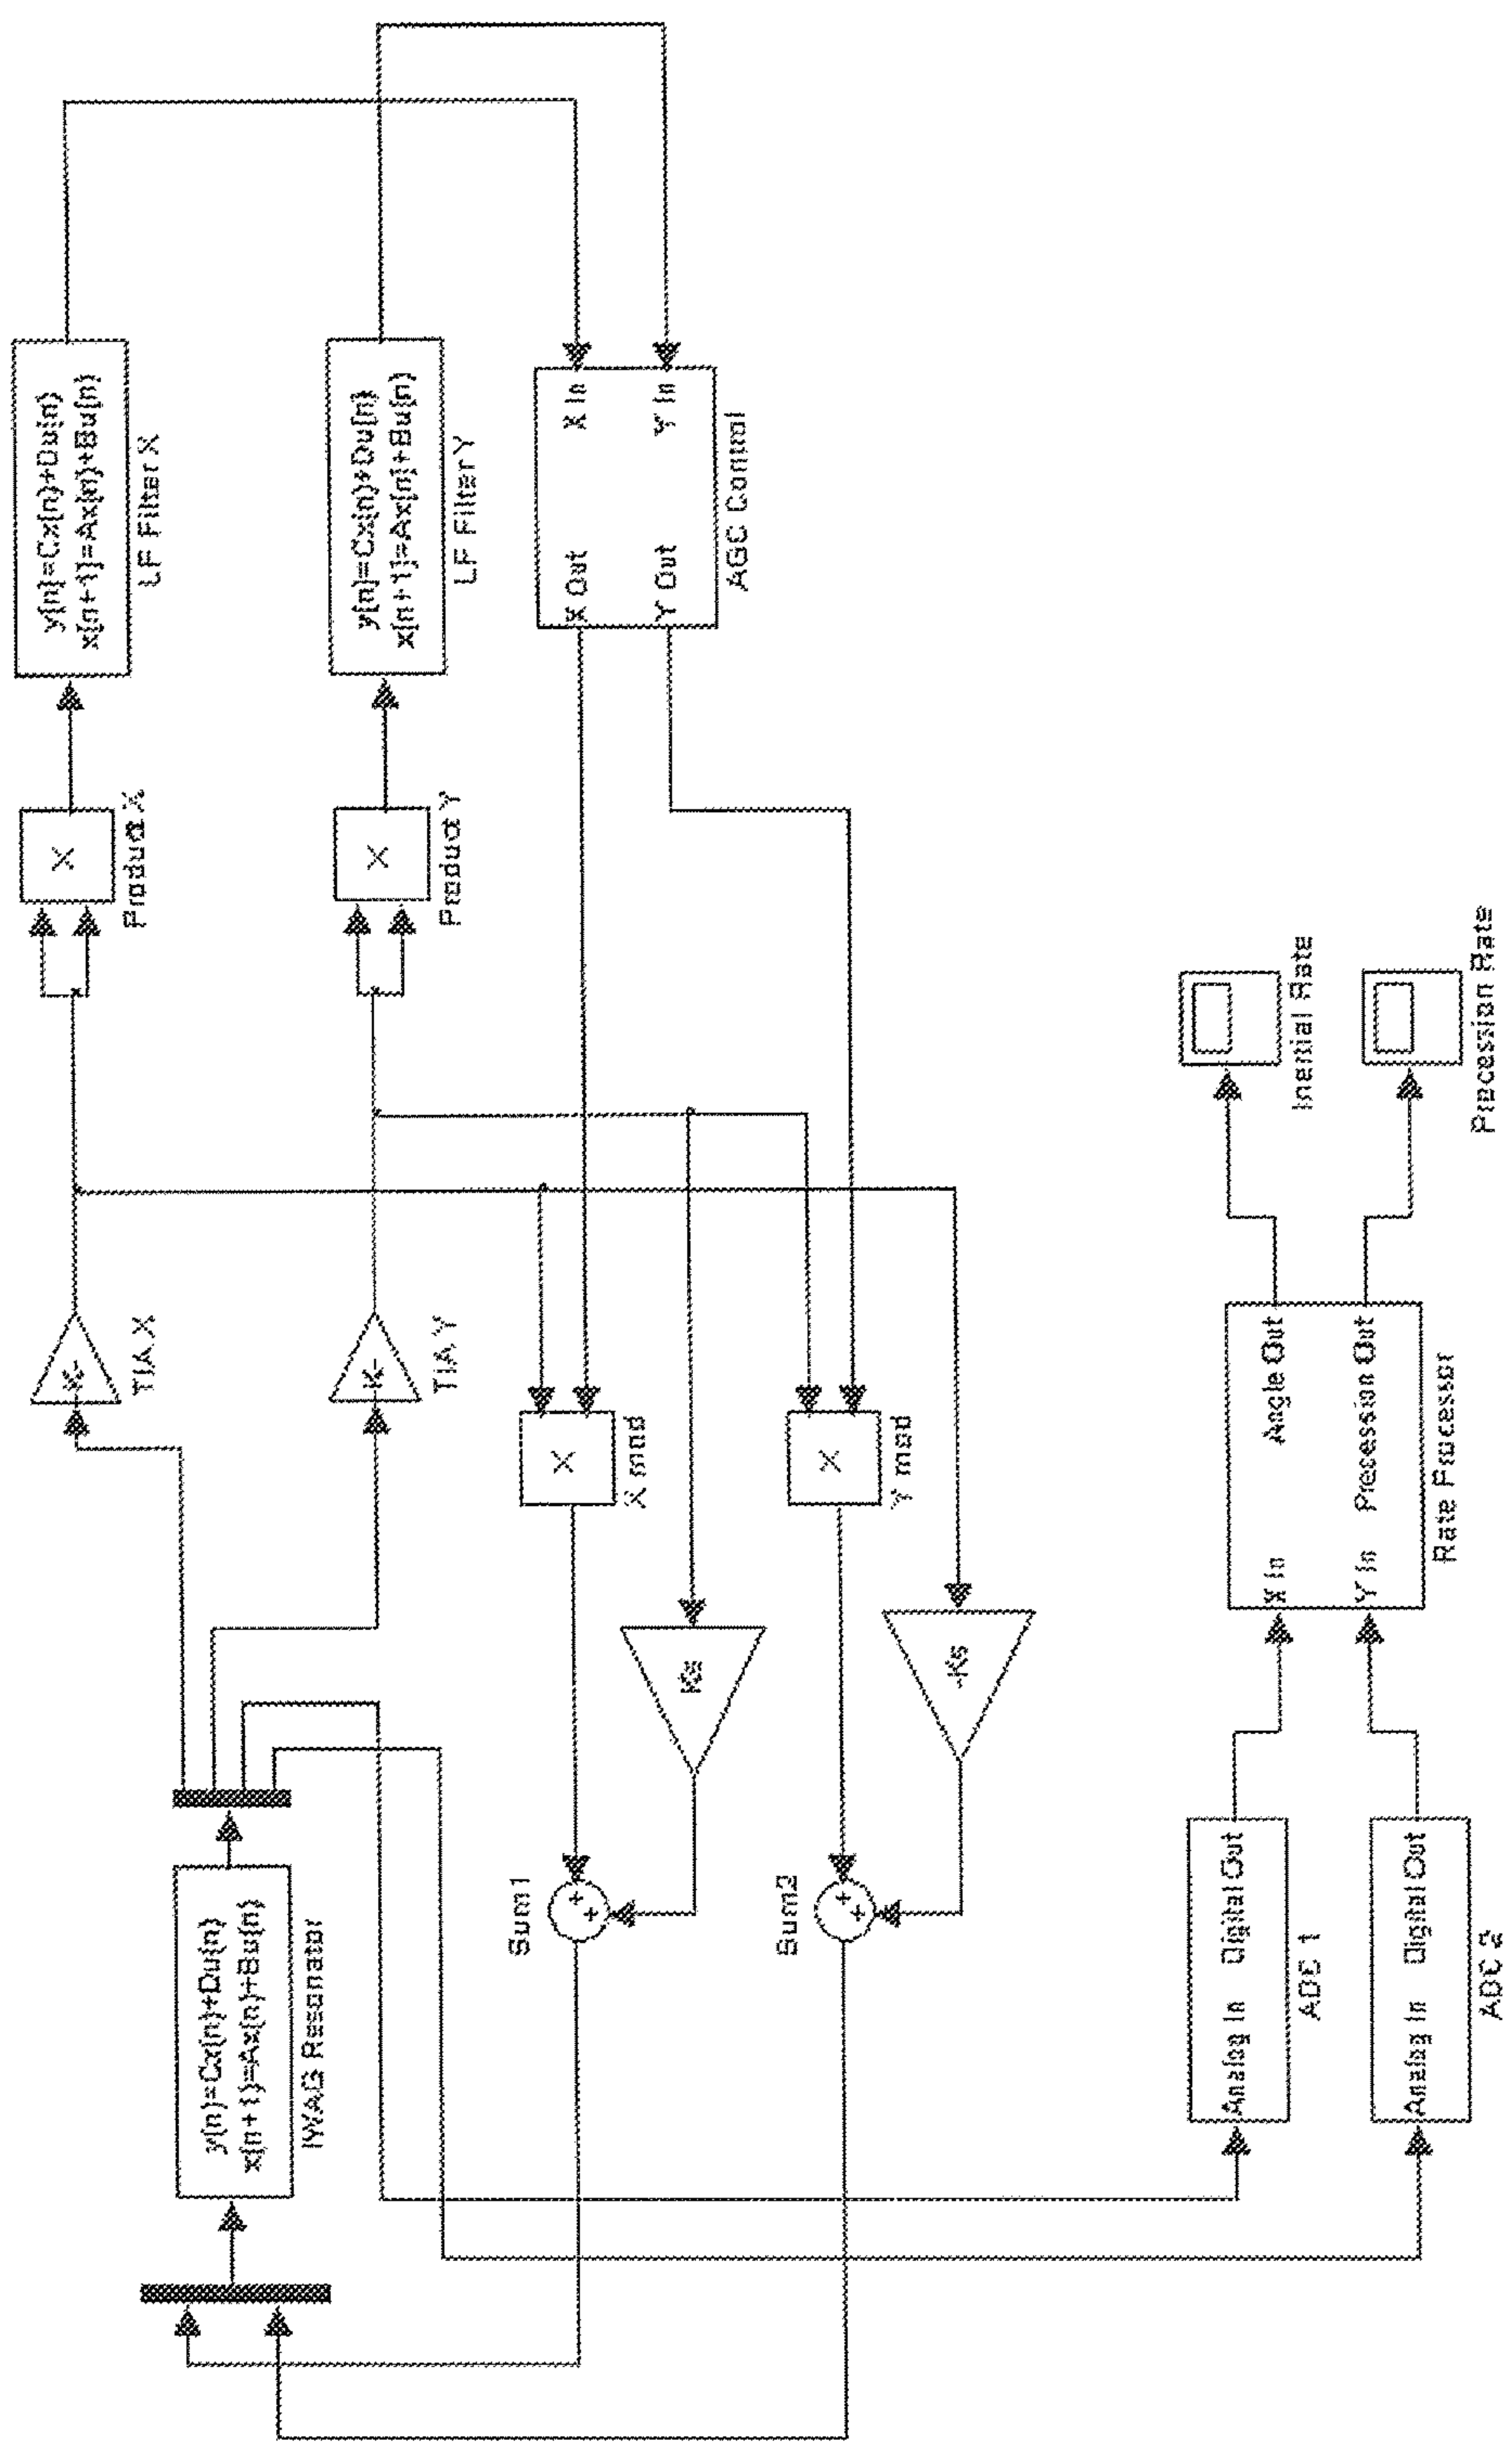 y[n]=Cx[n]+Du[n]
x[n+1]=Ax[n]+Bu[n]
IWAG Resonator
K-
TIA X
X
Product X
y[n]=Cx[n]+Du[n]
x[n+1]=Ax[n]+Bu[n]
LF Filter X
K-
TIA Y
X
Product Y
y[n]=Cx[n]+Du[n]
x[n+1]=Ax[n]+Bu[n]
LF Filter Y
Sum1
+
+
X
X mod
X Out
X In
Y Out
Y In
AGC Control
Ks
Sum2
+
+
X
Y mod
-Ks
Analog In
Digital Out
ADC 1
X In
Angle Out
Y In
Precession Out
Rate Processor
Inertial Rate
Analog In
Digital Out
ADC 2
Precession Rate